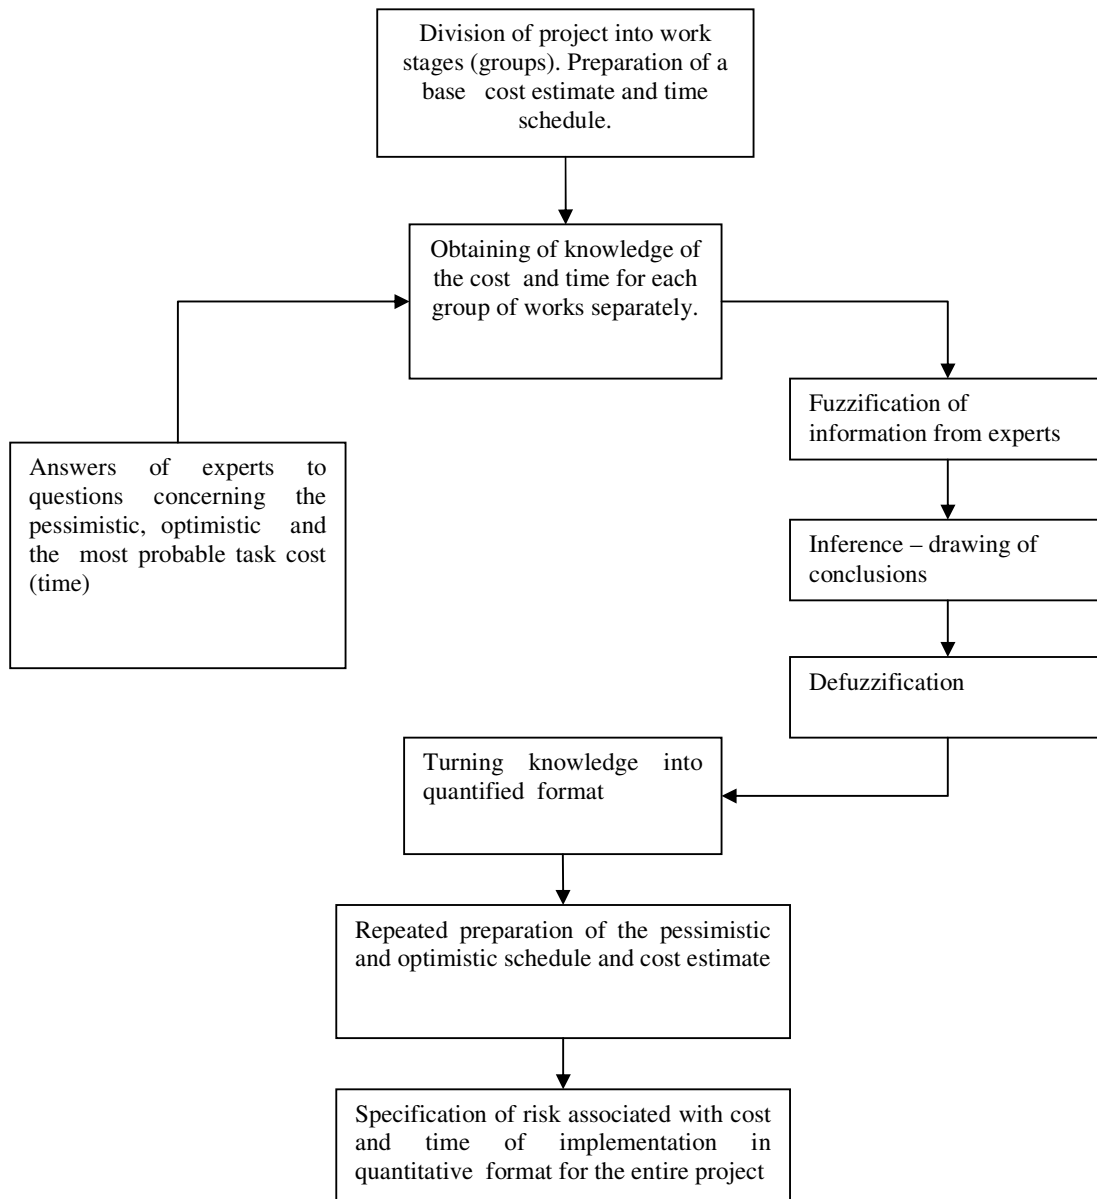 Division of project into work
stages (groups). Preparation of a
base cost estimate and time
schedule.
Obtaining of knowledge of
the cost and time for each
group of works separately.
Fuzzification of
information from experts
Answers of experts to
questions concerning the
pessimistic, optimistic and
the most probable task cost
(time)
Inference – drawing of
conclusions
Defuzzification
Turning knowledge into
quantified format
Repeated preparation of the pessimistic
and optimistic schedule and cost estimate
Specification of risk associated with cost
and time of implementation in
quantitative format for the entire project